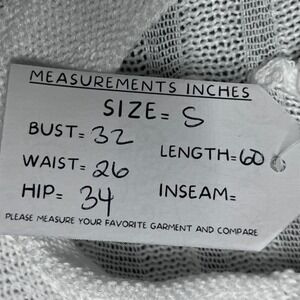 MEASUREMENTS INCHES
SIZE= S
BUST= 32
LENGTH= 60
WAIST= 26
HIP= 34
INSEAM=
PLEASE MEASURE YOUR FAVORITE GARMENT AND COMPARE